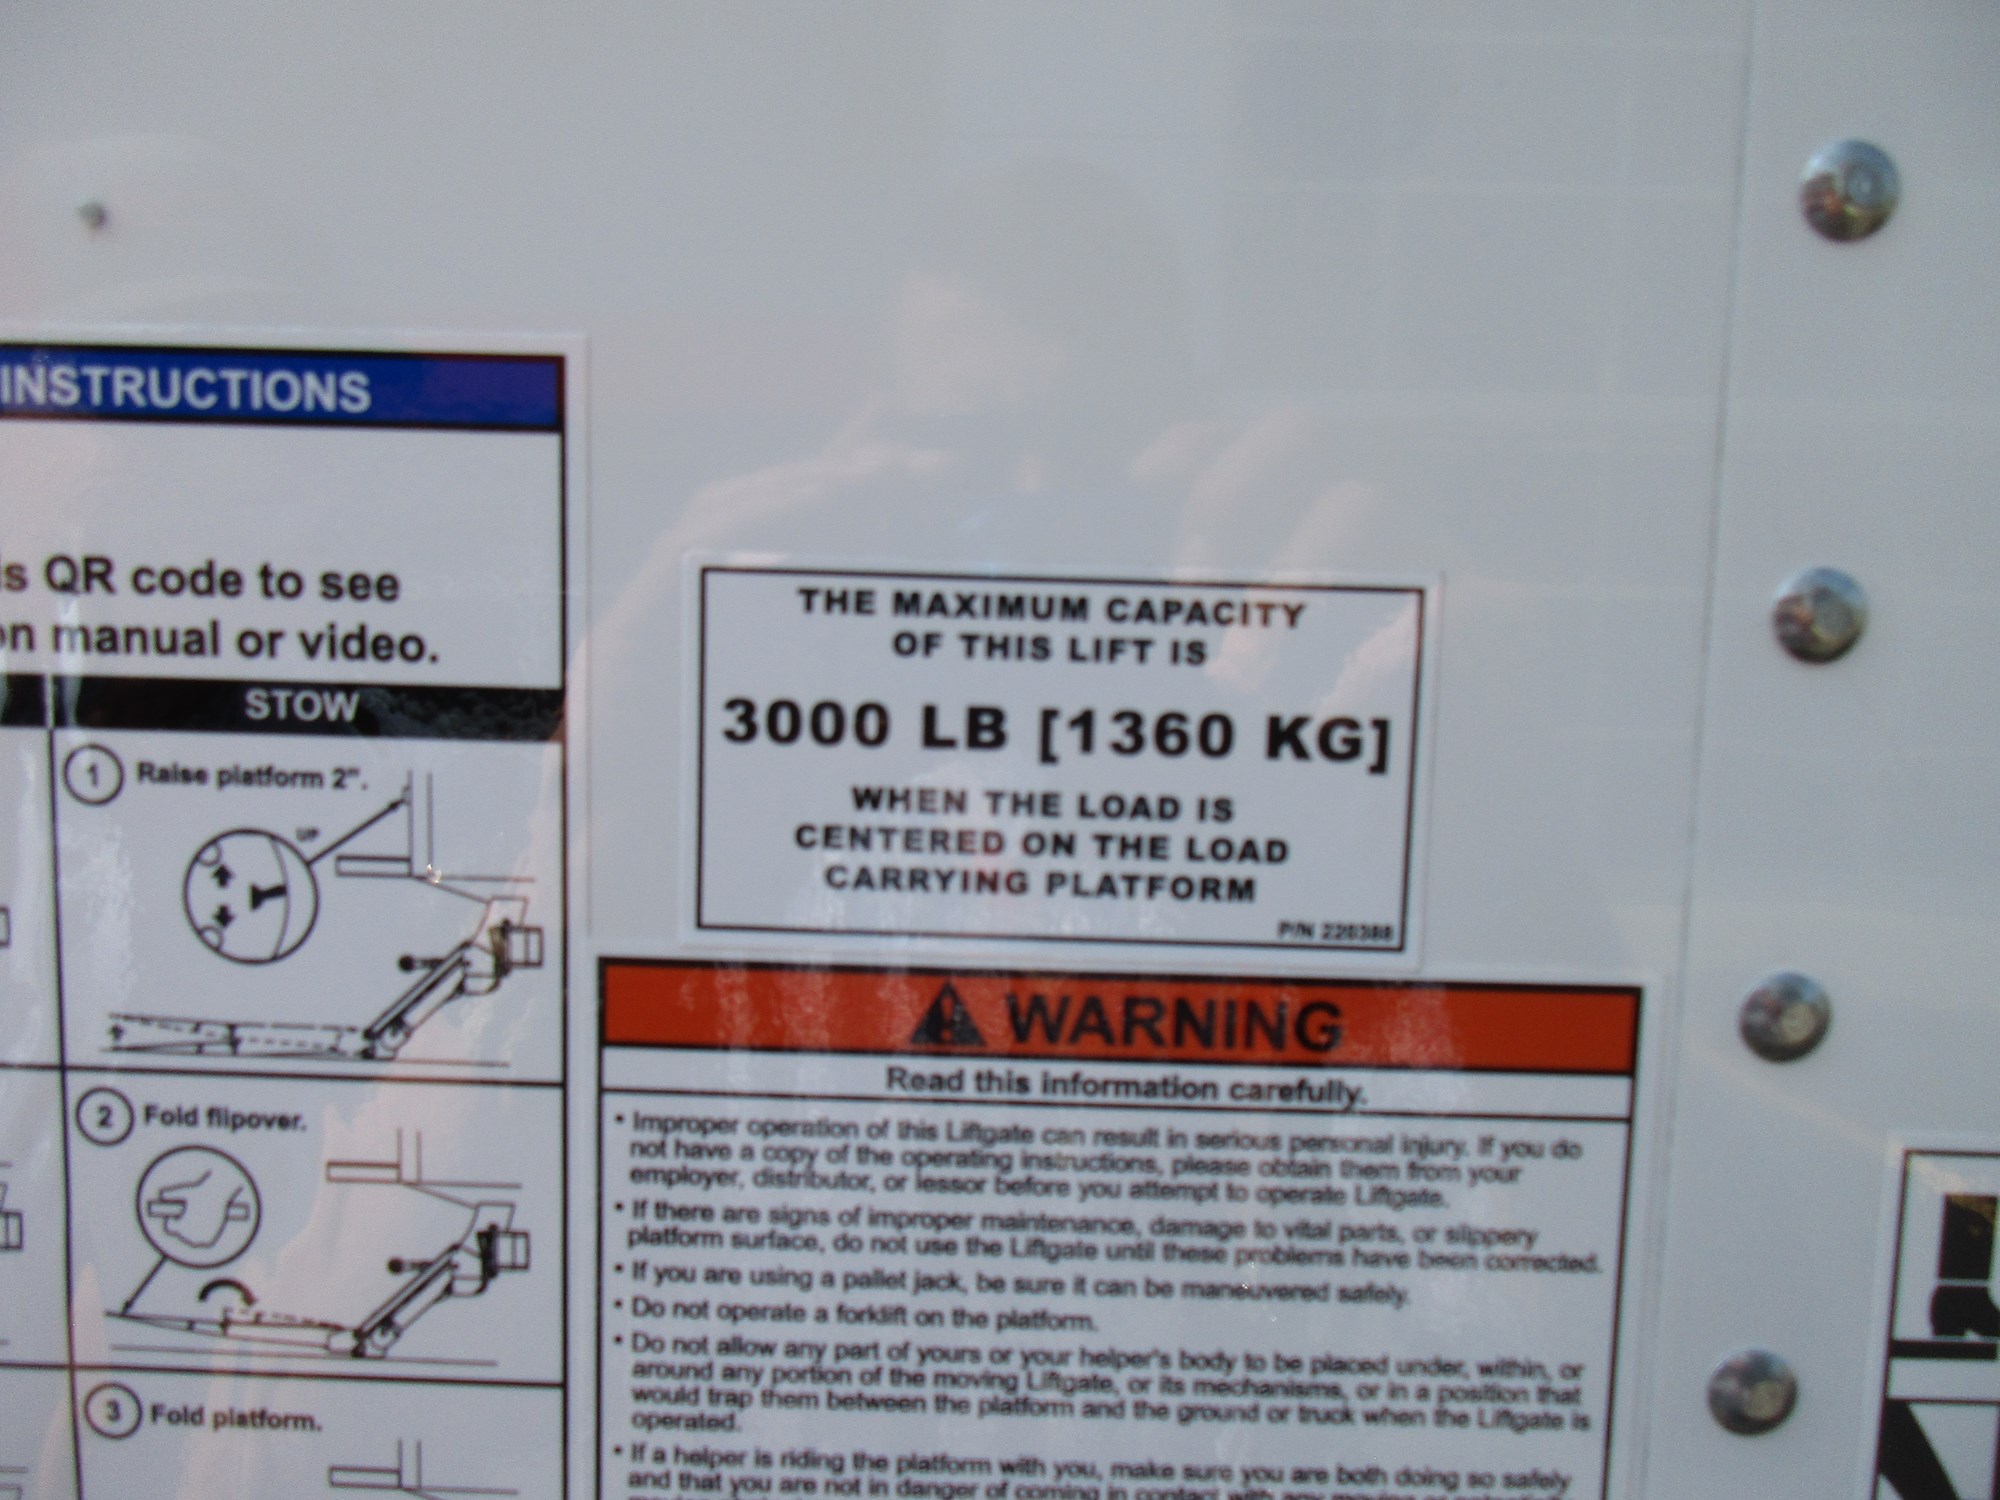 INSTRUCTIONS
is QR code to see
on manual or video.
STOW
1 Raise platform 2".
UP
2 Fold flipover.
3 Fold platform.
THE MAXIMUM CAPACITY
OF THIS LIFT IS
3000 LB [1360 KG]
WHEN THE LOAD IS
CENTERED ON THE LOAD
CARRYING PLATFORM
P/N 220388
WARNING
Read this information carefully.
• Improper operation of this Liftgate can result in serious personal injury. If you do
not have a copy of the operating instructions, please obtain them from your
employer, distributor, or lessor before you attempt to operate Liftgate.
• If there are signs of improper maintenance, damage to vital parts, or slippery
platform surface, do not use the Liftgate until these problems have been corrected.
• If you are using a pallet jack, be sure it can be maneuvered safely.
• Do not operate a forklift on the platform.
• Do not allow any part of yours or your helper's body to be placed under, within, or
around any portion of the moving Liftgate, or its mechanisms, or in a position that
would trap them between the platform and the ground or truck when the Liftgate is
operated.
• If a helper is riding the platform with you, make sure you are both doing so safely
and that you are not in danger of coming in contact with any moving